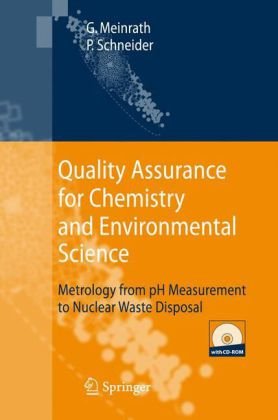 G. Meinrath
P. Schneider
Quality Assurance
for Chemistry
and Environmental
Science
Metrology from pH Measurement
to Nuclear Waste Disposal
with CD-ROM
Springer